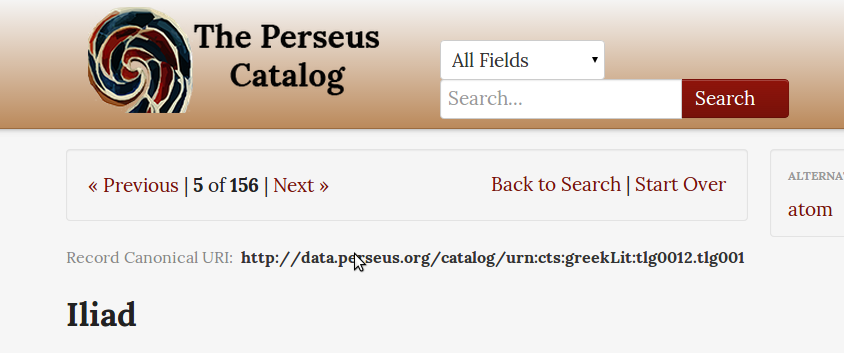 The Perseus
Catalog
All Fields
Search...
Search
« Previous | 5 of 156 | Next »
Back to Search | Start Over
ALTERNA
atom
Record Canonical URI: http://data.perseus.org/catalog/urn:cts:greekLit:tlg0012.tlg001
Iliad